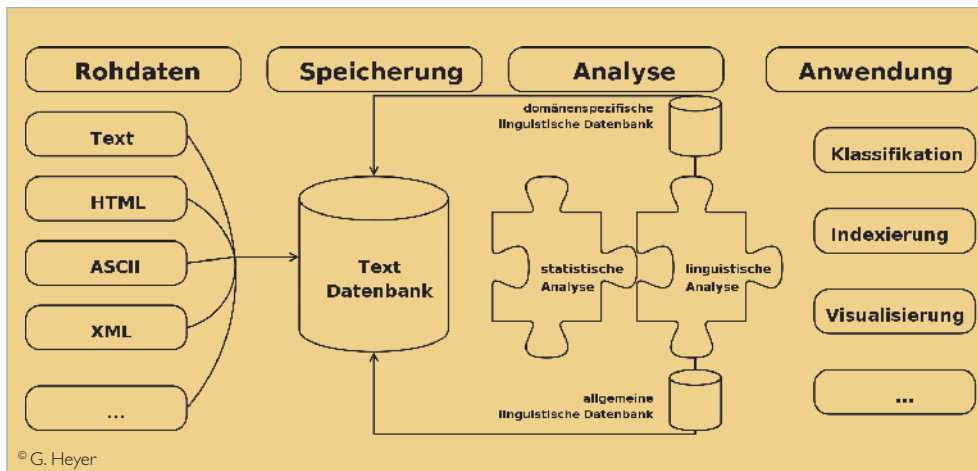 Rohdaten
Speicherung
Analyse
Anwendung
Text
HTML
ASCII
XML
...
Text
Datenbank
domänenspezifische
linguistische Datenbank
statistische
Analyse
linguistische
Analyse
allgemeine
linguistische Datenbank
Klassifikation
Indexierung
Visualisierung
...
© G. Heyer